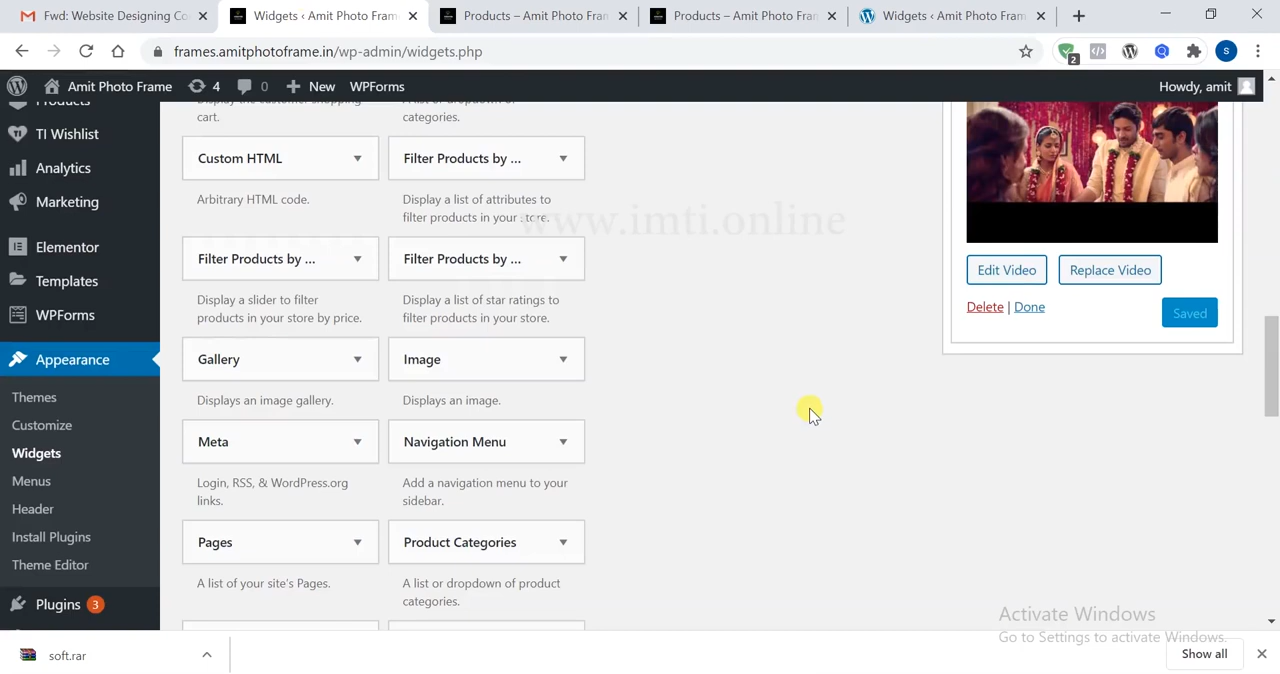 Fwd: Website Designing Co
Widgets ‹ Amit Photo Fram
Products – Amit Photo Fran
Products – Amit Photo Fram
Widgets ‹ Amit Photo Fram
frames.amitphotoframe.in/wp-admin/widgets.php
2
S
Amit Photo Frame
4
0
New
WPForms
Howdy, amit
Products
TI Wishlist
Analytics
Marketing
Elementor
Templates
WPForms
Appearance
Themes
Customize
Widgets
Menus
Header
Install Plugins
Theme Editor
Plugins 3
Display the customer shopping
cart.
A list or dropdown of
categories.
Custom HTML
Filter Products by ...
Arbitrary HTML code.
Display a list of attributes to
filter products in your store.
www.imti.online
Filter Products by ...
Filter Products by ...
Display a slider to filter
products in your store by price.
Display a list of star ratings to
filter products in your store.
Gallery
Image
Displays an image gallery.
Displays an image.
Meta
Navigation Menu
Login, RSS, & WordPress.org
links.
Add a navigation menu to your
sidebar.
Pages
Product Categories
A list of your site's Pages.
A list or dropdown of product
categories.
Edit Video
Replace Video
Delete | Done
Saved
Activate Windows
Go to Settings to activate Windows.
soft.rar
Show all